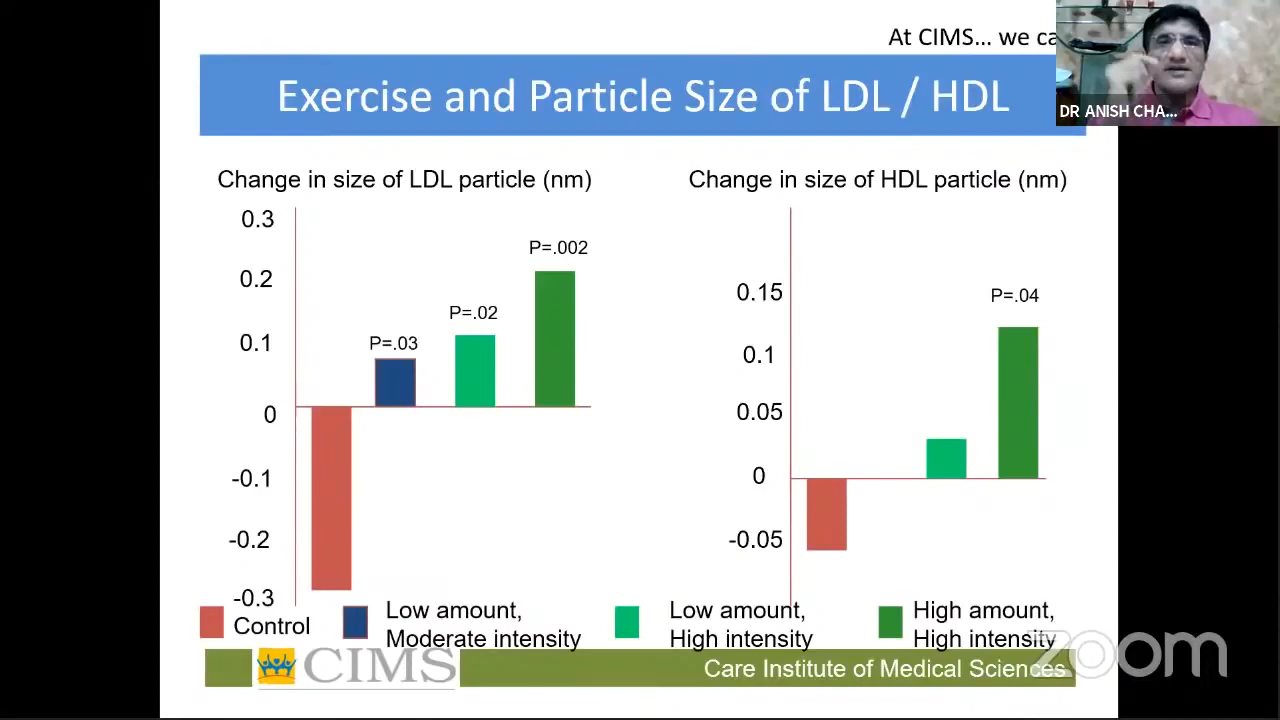 At CIMS... we ca
DR ANISH CHA...
Exercise and Particle Size of LDL / HDL
Change in size of LDL particle (nm)
0.3
0.2
0.1
0
-0.1
-0.2
-0.3
P=.03
P=.02
P=.002
Change in size of HDL particle (nm)
0.15
0.1
0.05
0
-0.05
P=.04
Control
Low amount,
Moderate intensity
Low amount,
High intensity
High amount,
High intensity
CIMS
Care Institute of Medical Sciences
zoom